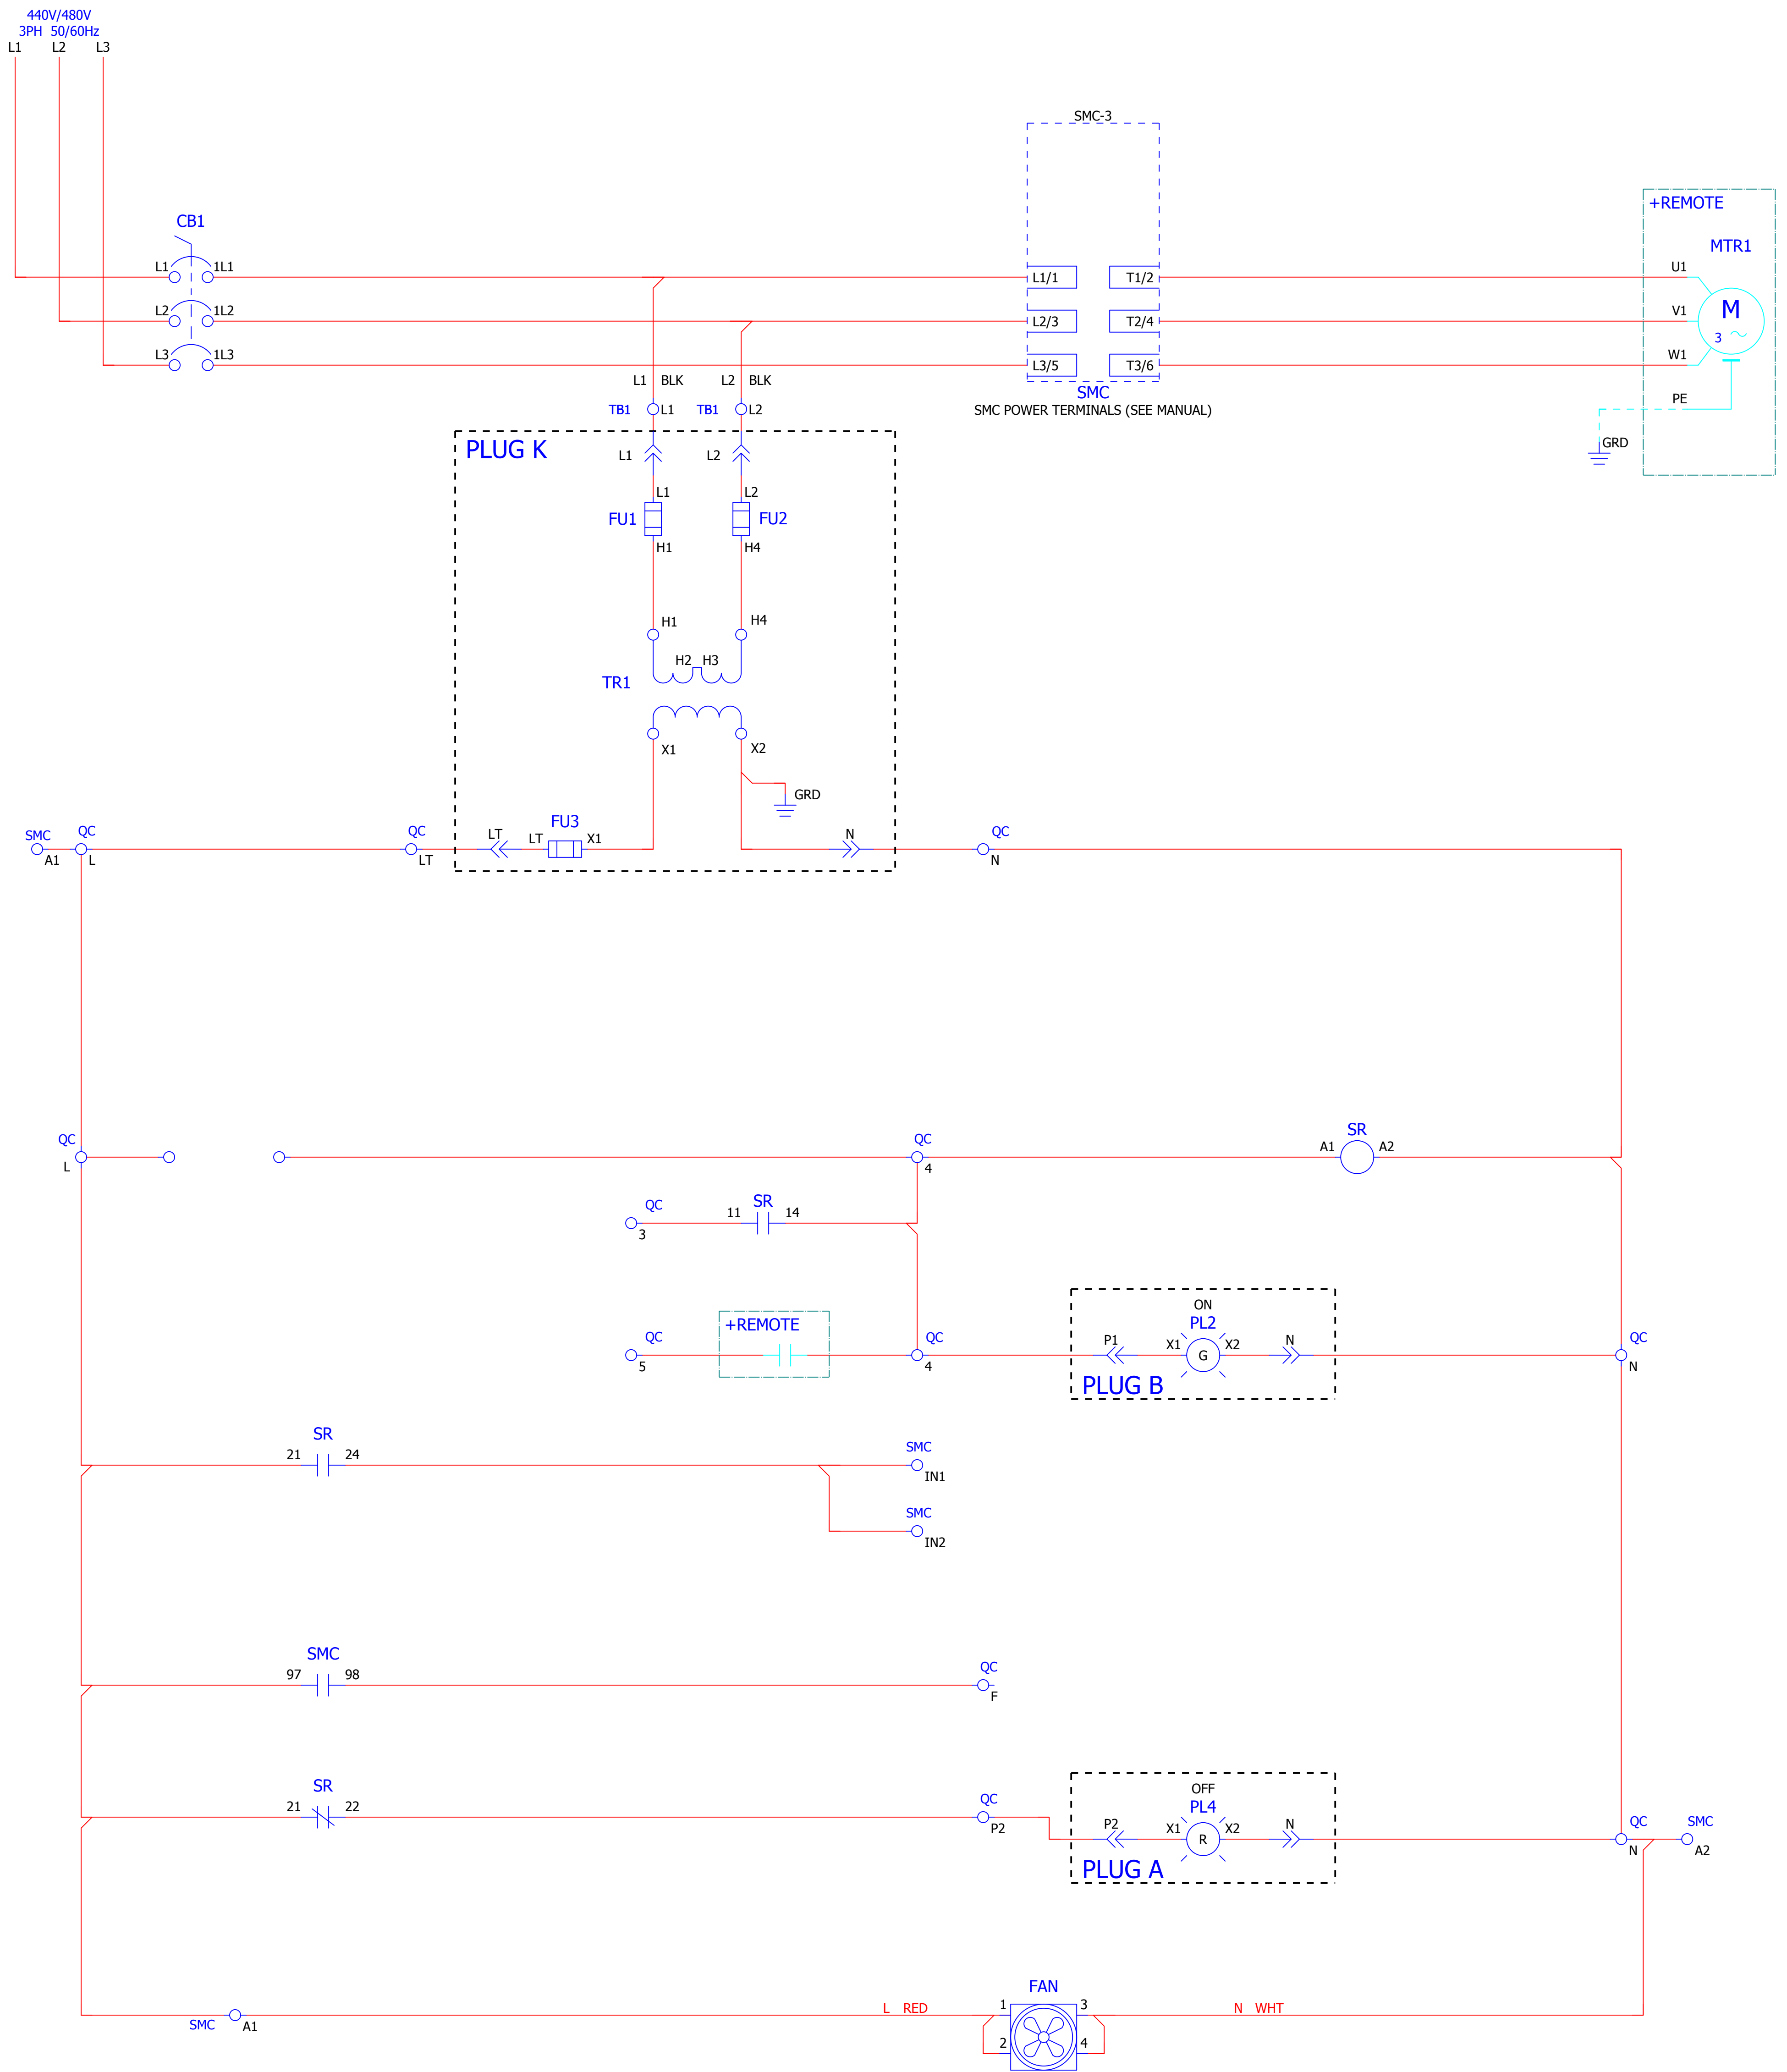 440V/480V
3PH 50/60Hz
L1 L2 L3
SMC-3
+REMOTE
MTR1
CB1
L1 1L1
L1/1 T1/2
U1
L2 1L2
L2/3 T2/4
V1
M
3
L3 1L3
L3/5 T3/6
W1
SMC
SMC POWER TERMINALS (SEE MANUAL)
PE
GRD
L1 BLK L2 BLK
TB1 L1 TB1 L2
PLUG K
L1 L2
L1 L2
FU1 FU2
H1 H4
H1 H4
H2 H3
TR1
X1 X2
GRD
SMC QC QC
FU3
LT LT X1 N
QC
A1 L LT N
QC
L
QC
4
SR
A1 A2
QC
3
SR
11 14
QC
5
+REMOTE
QC
4
ON
PL2
P1 X1 G X2 N
PLUG B
QC
N
SR
21 24
SMC
IN1
SMC
IN2
SMC
97 98
QC
F
SR
21 22
QC
P2
OFF
PL4
P2 X1 R X2 N
PLUG A
QC SMC
N A2
FAN
SMC A1
L RED
1 3
2 4
N WHT